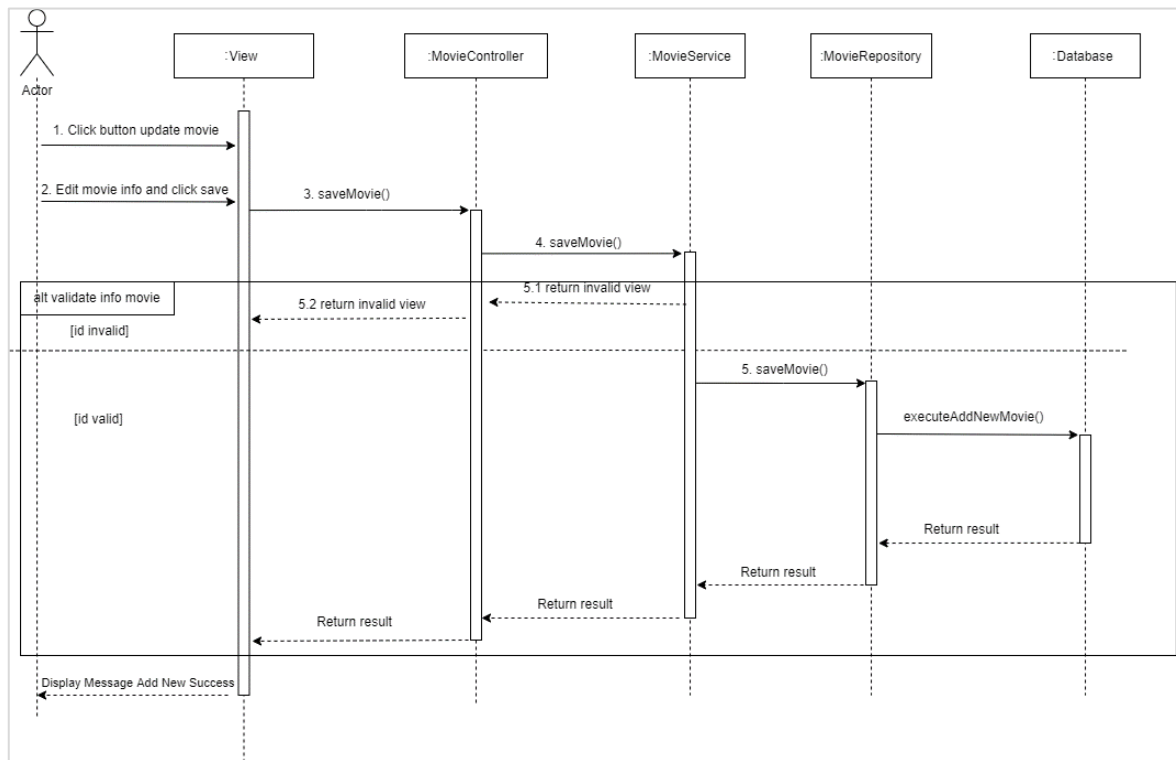 :View
:MovieController
:MovieService
:MovieRepository
:Database
Actor
1. Click button update movie
2. Edit movie info and click save
3. saveMovie()
4. saveMovie()
alt validate info movie
5.1 return invalid view
5.2 return invalid view
[id invalid]
5. saveMovie()
[id valid]
executeAddNewMovie()
Return result
Return result
Return result
Return result
Display Message Add New Success